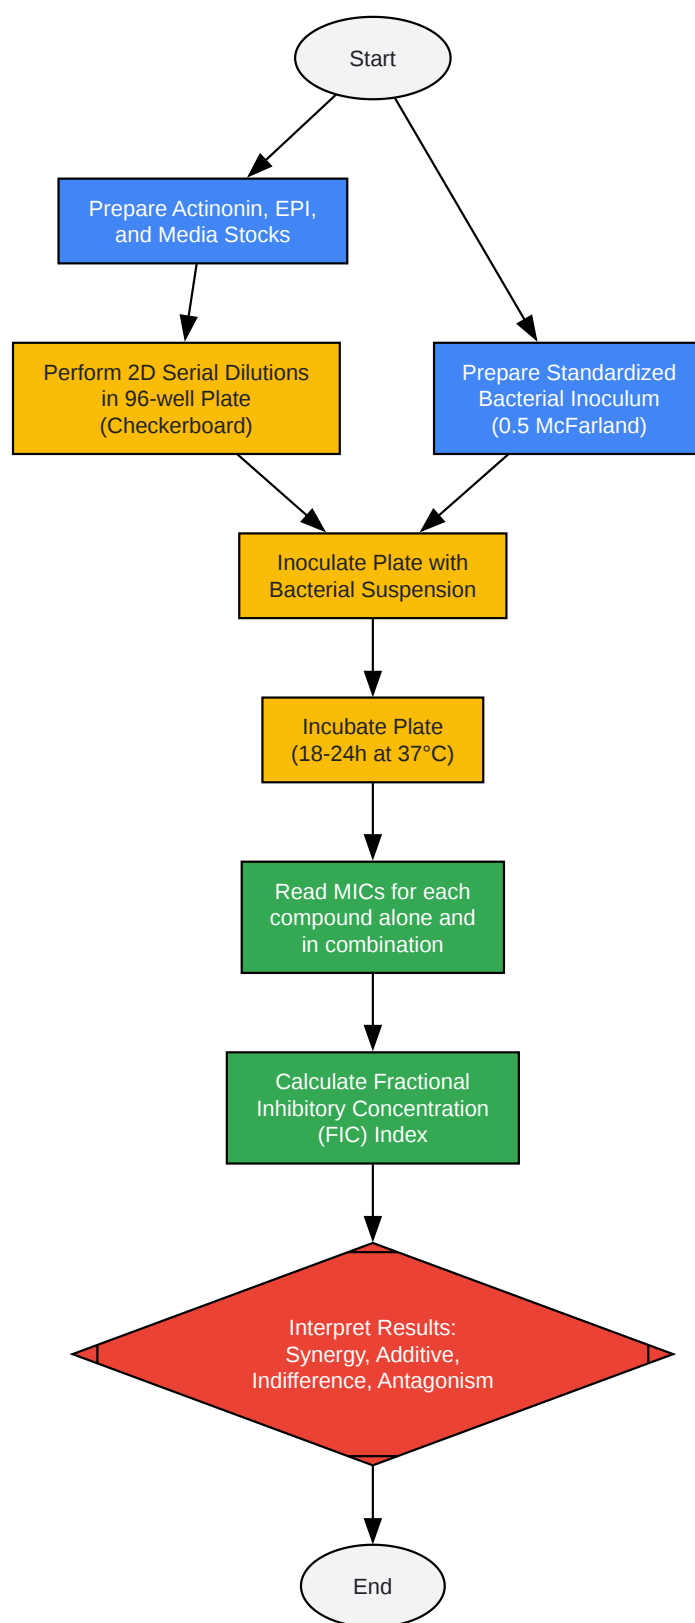 Start
Prepare Actinonin, EPI,
and Media Stocks
Perform 2D Serial Dilutions
in 96-well Plate
(Checkerboard)
Prepare Standardized
Bacterial Inoculum
(0.5 McFarland)
Inoculate Plate with
Bacterial Suspension
Incubate Plate
(18-24h at 37°C)
Read MICs for each
compound alone and
in combination
Calculate Fractional
Inhibitory Concentration
(FIC) Index
Interpret Results:
Synergy, Additive,
Indifference, Antagonism
End